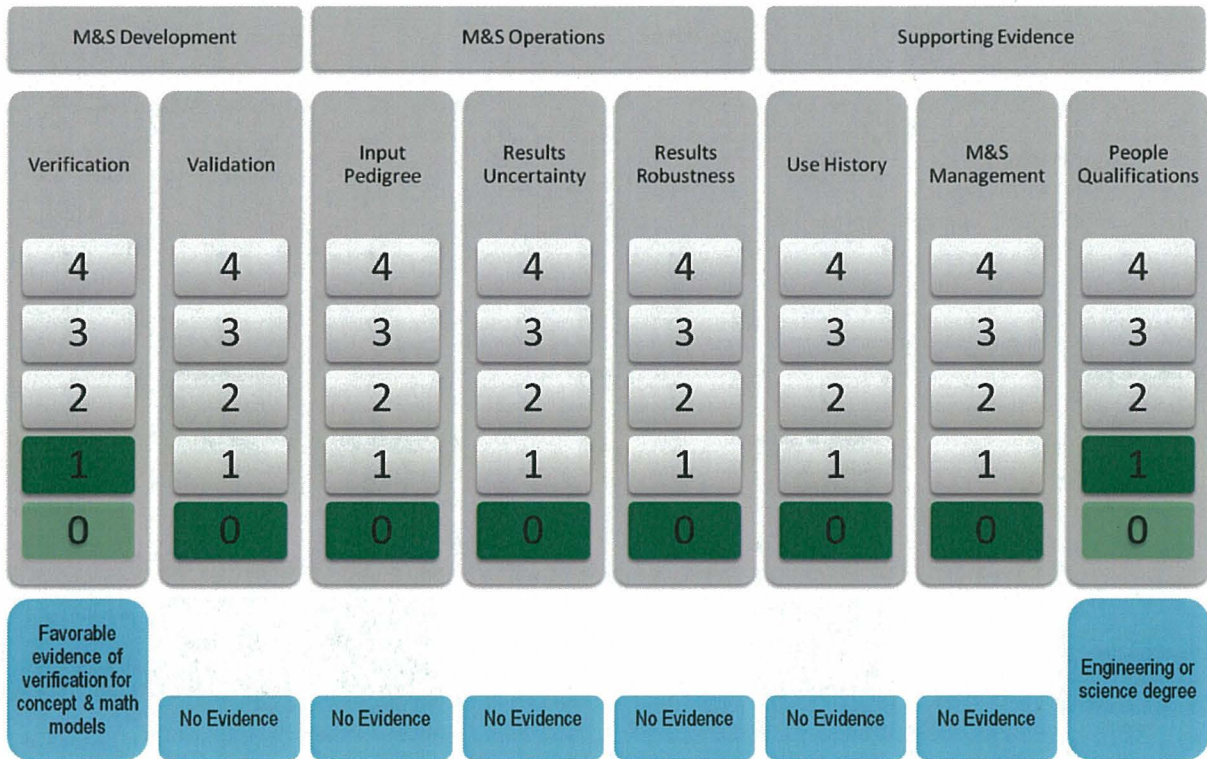 M&S Development
M&S Operations
Supporting Evidence
Verification
Validation
Input
Pedigree
Results
Uncertainty
Results
Robustness
Use History
M&S
Management
People
Qualifications
4 4 4 4 4 4 4 4
3 3 3 3 3 3 3 3
2 2 2 2 2 2 2 2
1 1 1 1 1 1 1 1
0 0 0 0 0 0 0 0
Favorable
evidence of
verification for
concept & math
models
No Evidence
No Evidence
No Evidence
No Evidence
No Evidence
No Evidence
Engineering or
science degree